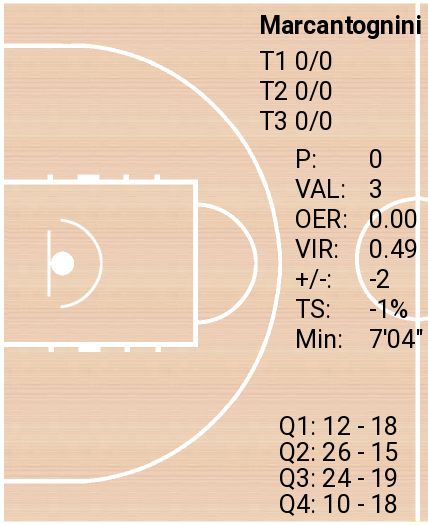 Marcantognini
T1 0/0
T2 0/0
T3 0/0
P: 0
VAL: 3
OER: 0.00
VIR: 0.49
+/-: -2
TS: -1%
Min: 7'04"
Q1: 12 - 18
Q2: 26 - 15
Q3: 24 - 19
Q4: 10 - 18